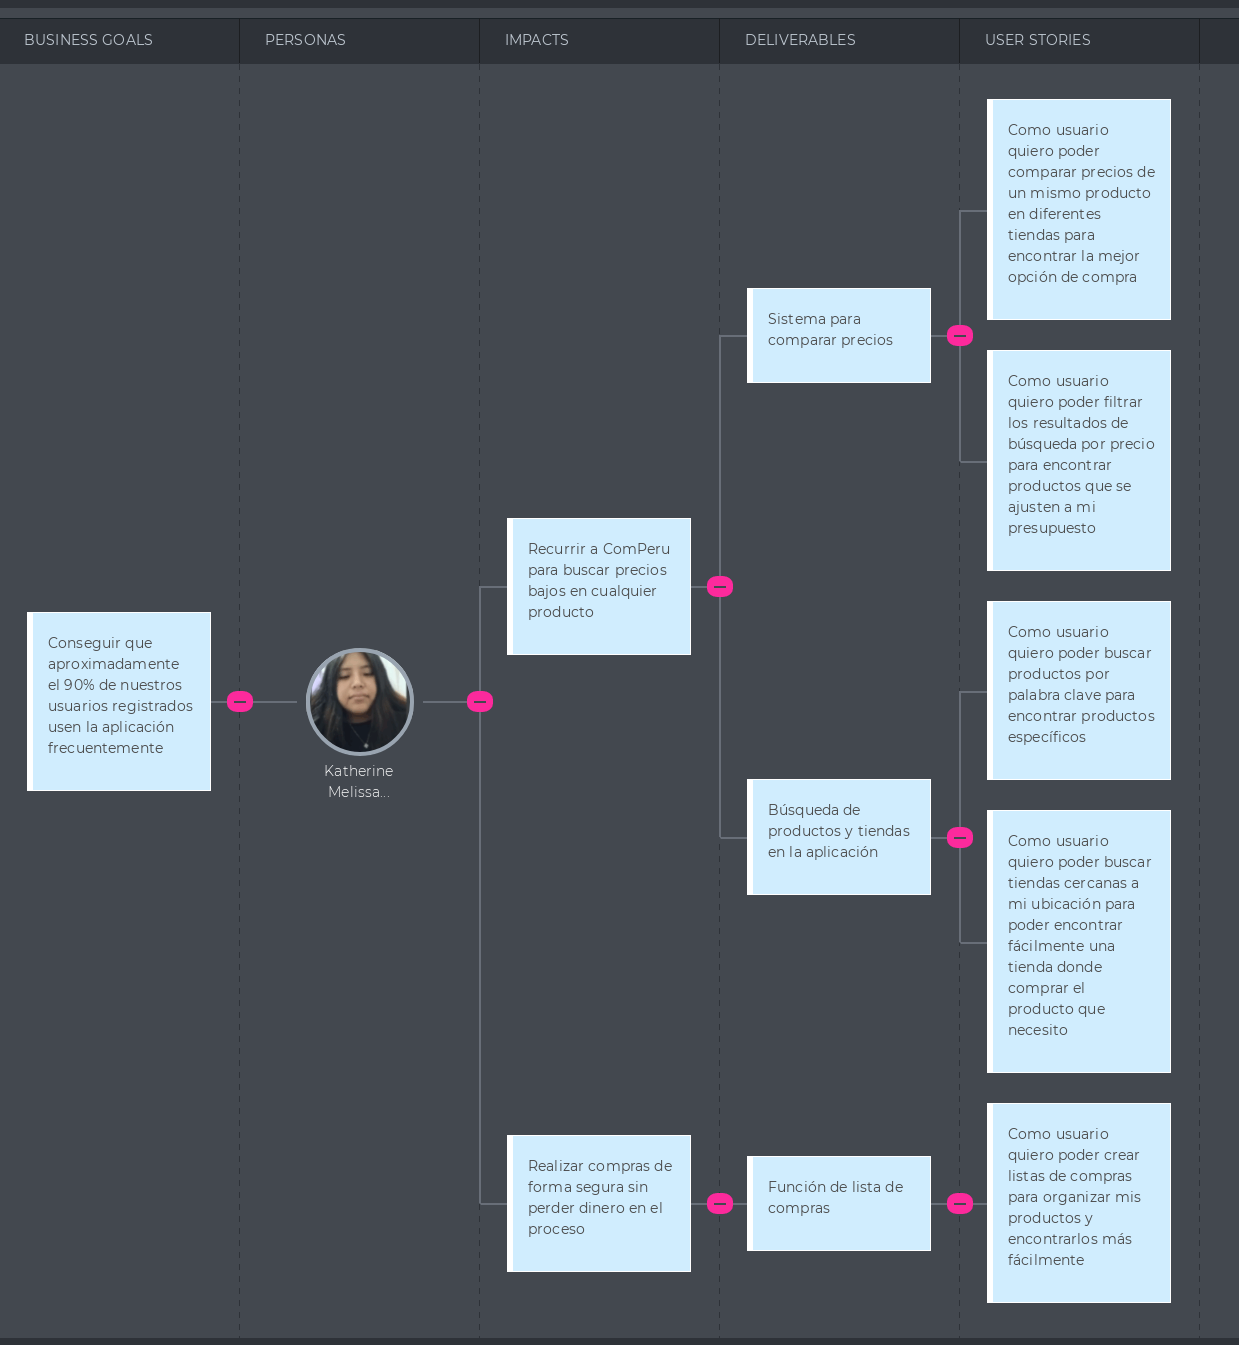 BUSINESS GOALS
PERSONAS
IMPACTS
DELIVERABLES
USER STORIES
Conseguir que
aproximadamente
el 90% de nuestros
usuarios registrados
usen la aplicación
frecuentemente
Katherine
Melissa...
Recurrir a ComPeru
para buscar precios
bajos en cualquier
producto
Realizar compras de
forma segura sin
perder dinero en el
proceso
Sistema para
comparar precios
Búsqueda de
productos y tiendas
en la aplicación
Función de lista de
compras
Como usuario
quiero poder
comparar precios de
un mismo producto
en diferentes
tiendas para
encontrar la mejor
opción de compra
Como usuario
quiero poder filtrar
los resultados de
búsqueda por precio
para encontrar
productos que se
ajusten a mi
presupuesto
Como usuario
quiero poder buscar
productos por
palabra clave para
encontrar productos
específicos
Como usuario
quiero poder buscar
tiendas cercanas a
mi ubicación para
poder encontrar
fácilmente una
tienda donde
comprar el
producto que
necesito
Como usuario
quiero poder crear
listas de compras
para organizar mis
productos y
encontrarlos más
fácilmente